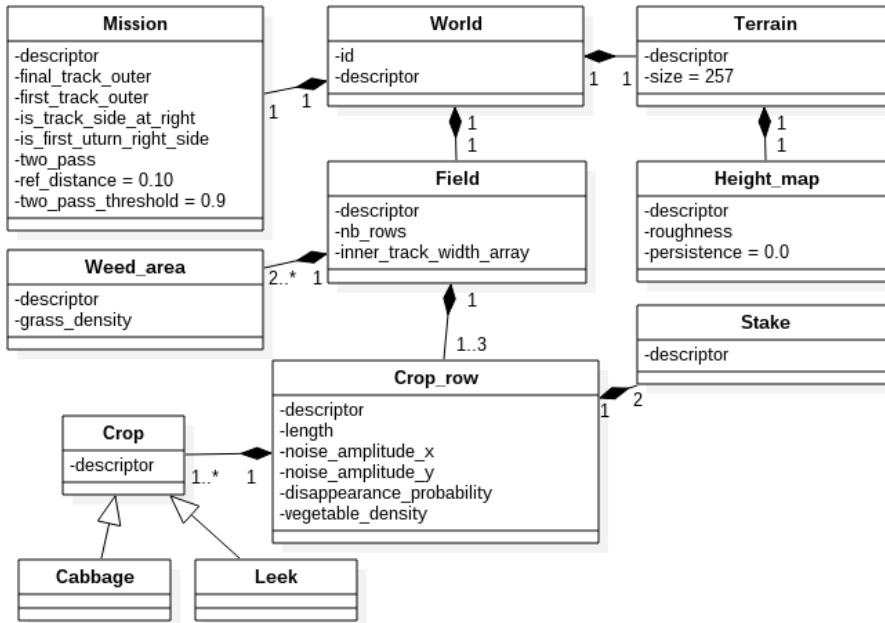 Mission
-descriptor
-final_track_outer
-first_track_outer
-is_track_side_at_right
-is_first_uturn_right_side
-two_pass
-ref_distance = 0.10
-two_pass_threshold = 0.9
1
1
World
-id
-descriptor
1
1
Terrain
-descriptor
-size = 257
1
1
1
1
Field
-descriptor
-nb_rows
-inner_track_width_array
Height_map
-descriptor
-roughness
-persistence = 0.0
Weed_area
-descriptor
-grass_density
2..*
1
1
1..3
Stake
-descriptor
Crop_row
-descriptor
-length
-noise_amplitude_x
-noise_amplitude_y
-disappearance_probability
-vegetable_density
1
2
Crop
-descriptor
1..*
1
Cabbage
Leek